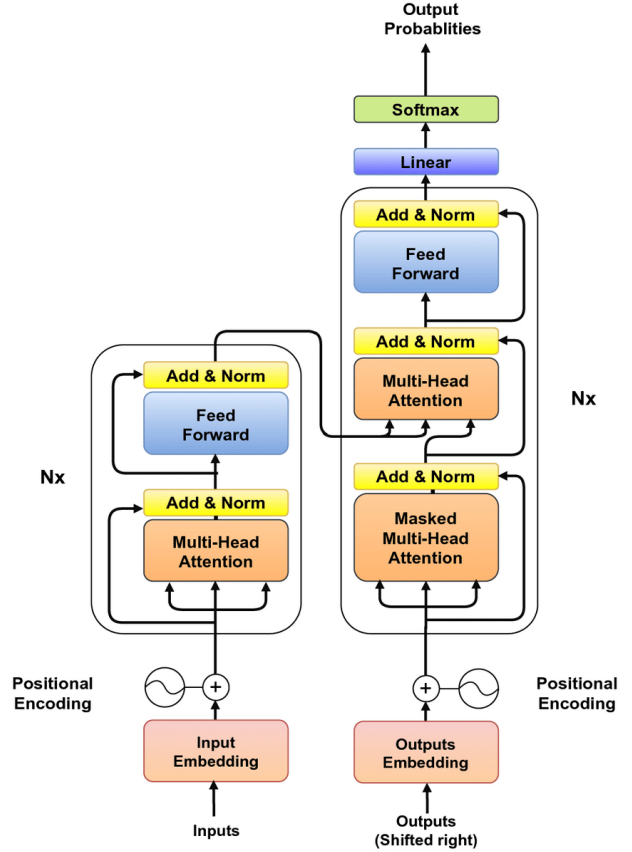 Output
Probablities
Softmax
Linear
Add & Norm
Feed
Forward
Add & Norm
Multi-Head
Attention
Nx
Add & Norm
Masked
Multi-Head
Attention
Add & Norm
Feed
Forward
Nx
Add & Norm
Multi-Head
Attention
Positional
Encoding
+
+
Positional
Encoding
Input
Embedding
Outputs
Embedding
Inputs
Outputs
(Shifted right)